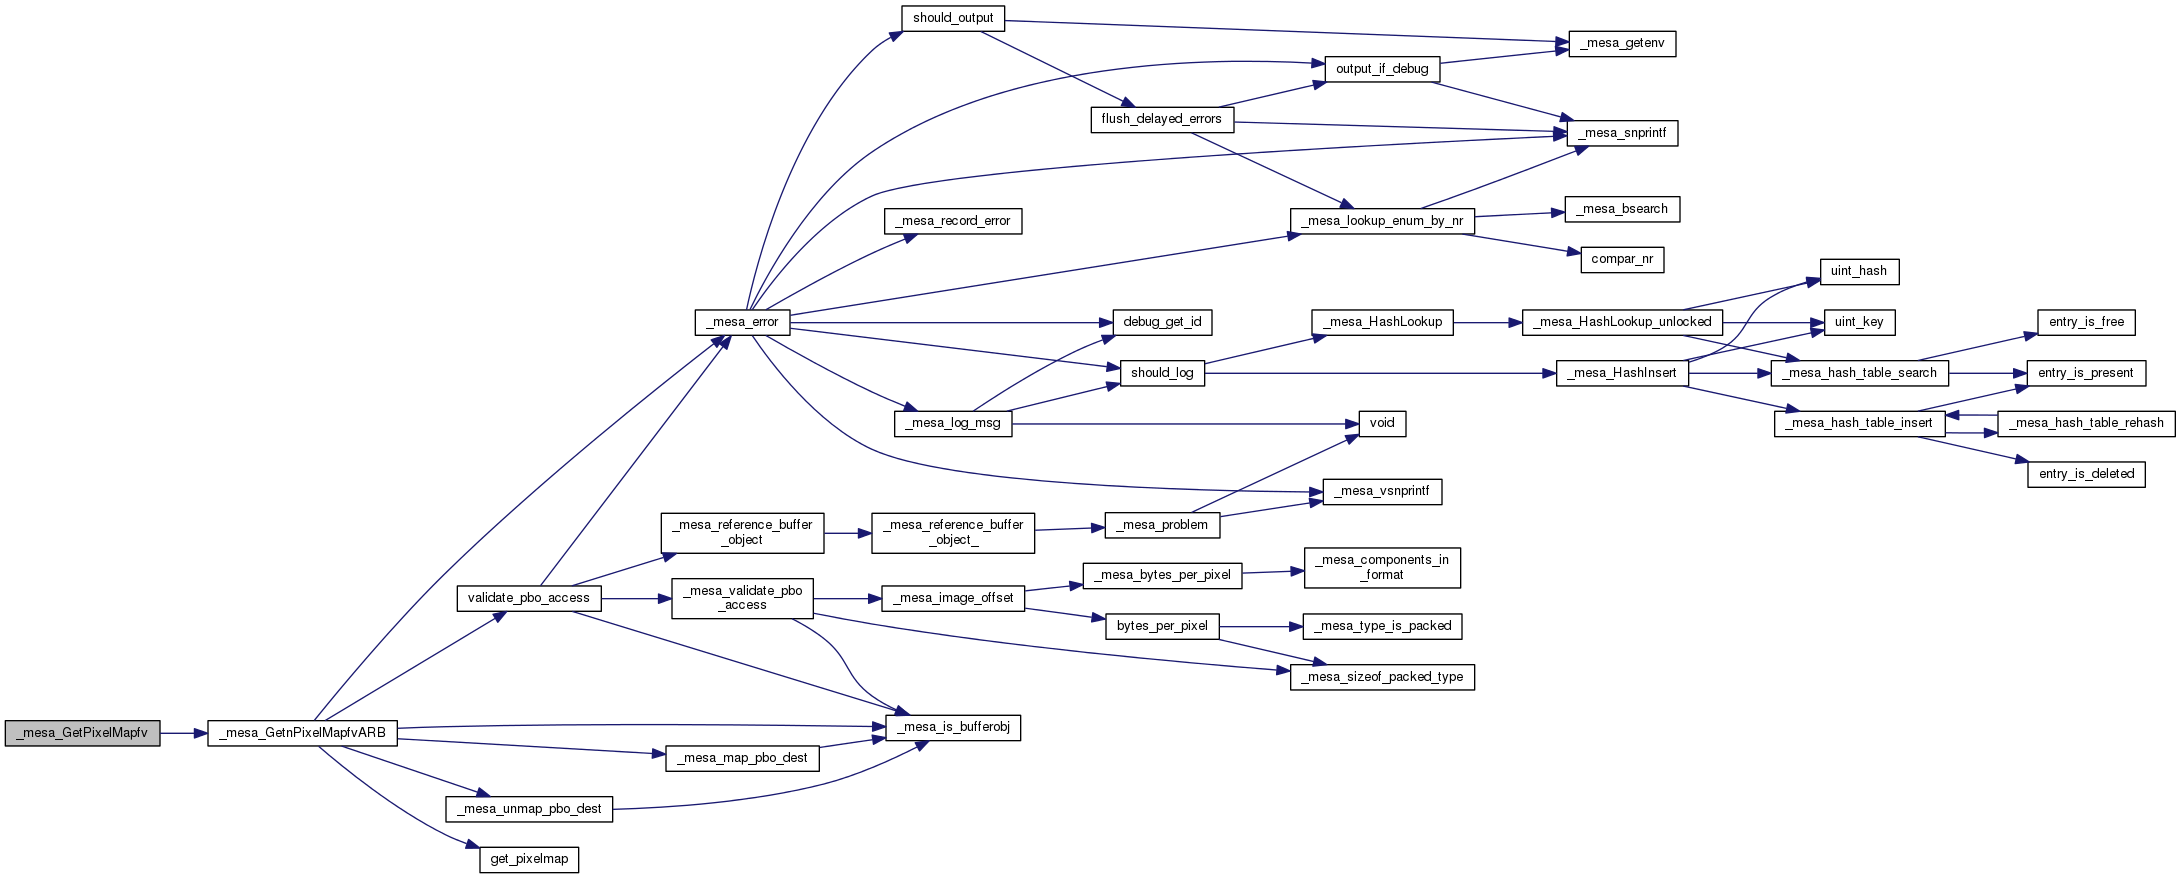 should_output
_mesa_getenv
output_if_debug
flush_delayed_errors
_mesa_snprintf
_mesa_record_error
_mesa_lookup_enum_by_nr
_mesa_bsearch
compar_nr
uint_hash
_mesa_error
debug_get_id
_mesa_HashLookup
_mesa_HashLookup_unlocked
uint_key
entry_is_free
should_log
_mesa_HashInsert
_mesa_hash_table_search
entry_is_present
_mesa_log_msg
void
_mesa_hash_table_insert
_mesa_hash_table_rehash
entry_is_deleted
_mesa_vsnprintf
_mesa_reference_buffer
_object
_mesa_reference_buffer
_object_
_mesa_problem
_mesa_components_in
_format
_mesa_bytes_per_pixel
validate_pbo_access
_mesa_validate_pbo
_access
_mesa_image_offset
bytes_per_pixel
_mesa_type_is_packed
_mesa_sizeof_packed_type
_mesa_GetPixelMapfv
_mesa_GetnPixelMapfvARB
_mesa_is_bufferobj
_mesa_map_pbo_dest
_mesa_unmap_pbo_dest
get_pixelmap